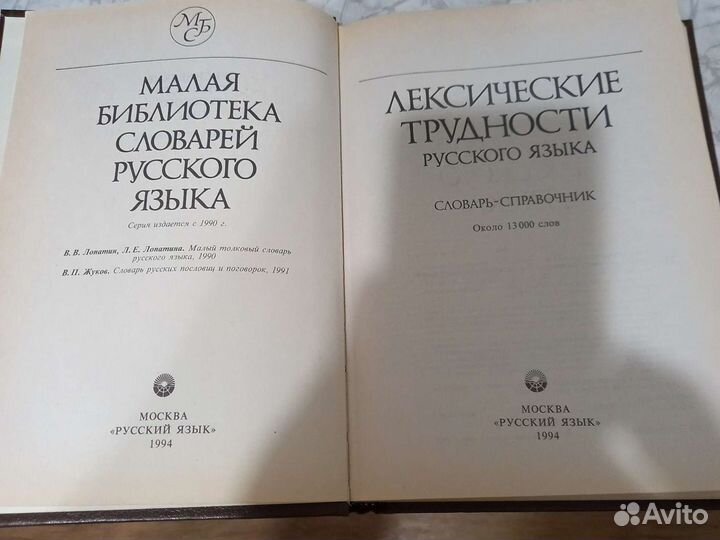 МБС
МАЛАЯ
БИБЛИОТЕКА
СЛОВАРЕЙ
РУССКОГО
ЯЗЫКА
Серия издается с 1990 г.
В. В. Лопатин, Л. Е. Лопатина. Малый толковый словарь
русского языка, 1990
В. П. Жуков. Словарь русских пословиц и поговорок, 1991
МОСКВА
«РУССКИЙ ЯЗЫК»
1994
ЛЕКСИЧЕСКИЕ
ТРУДНОСТИ
РУССКОГО ЯЗЫКА
СЛОВАРЬ-СПРАВОЧНИК
Около 13 000 слов
МОСКВА
«РУССКИЙ ЯЗЫК»
1994
Avito